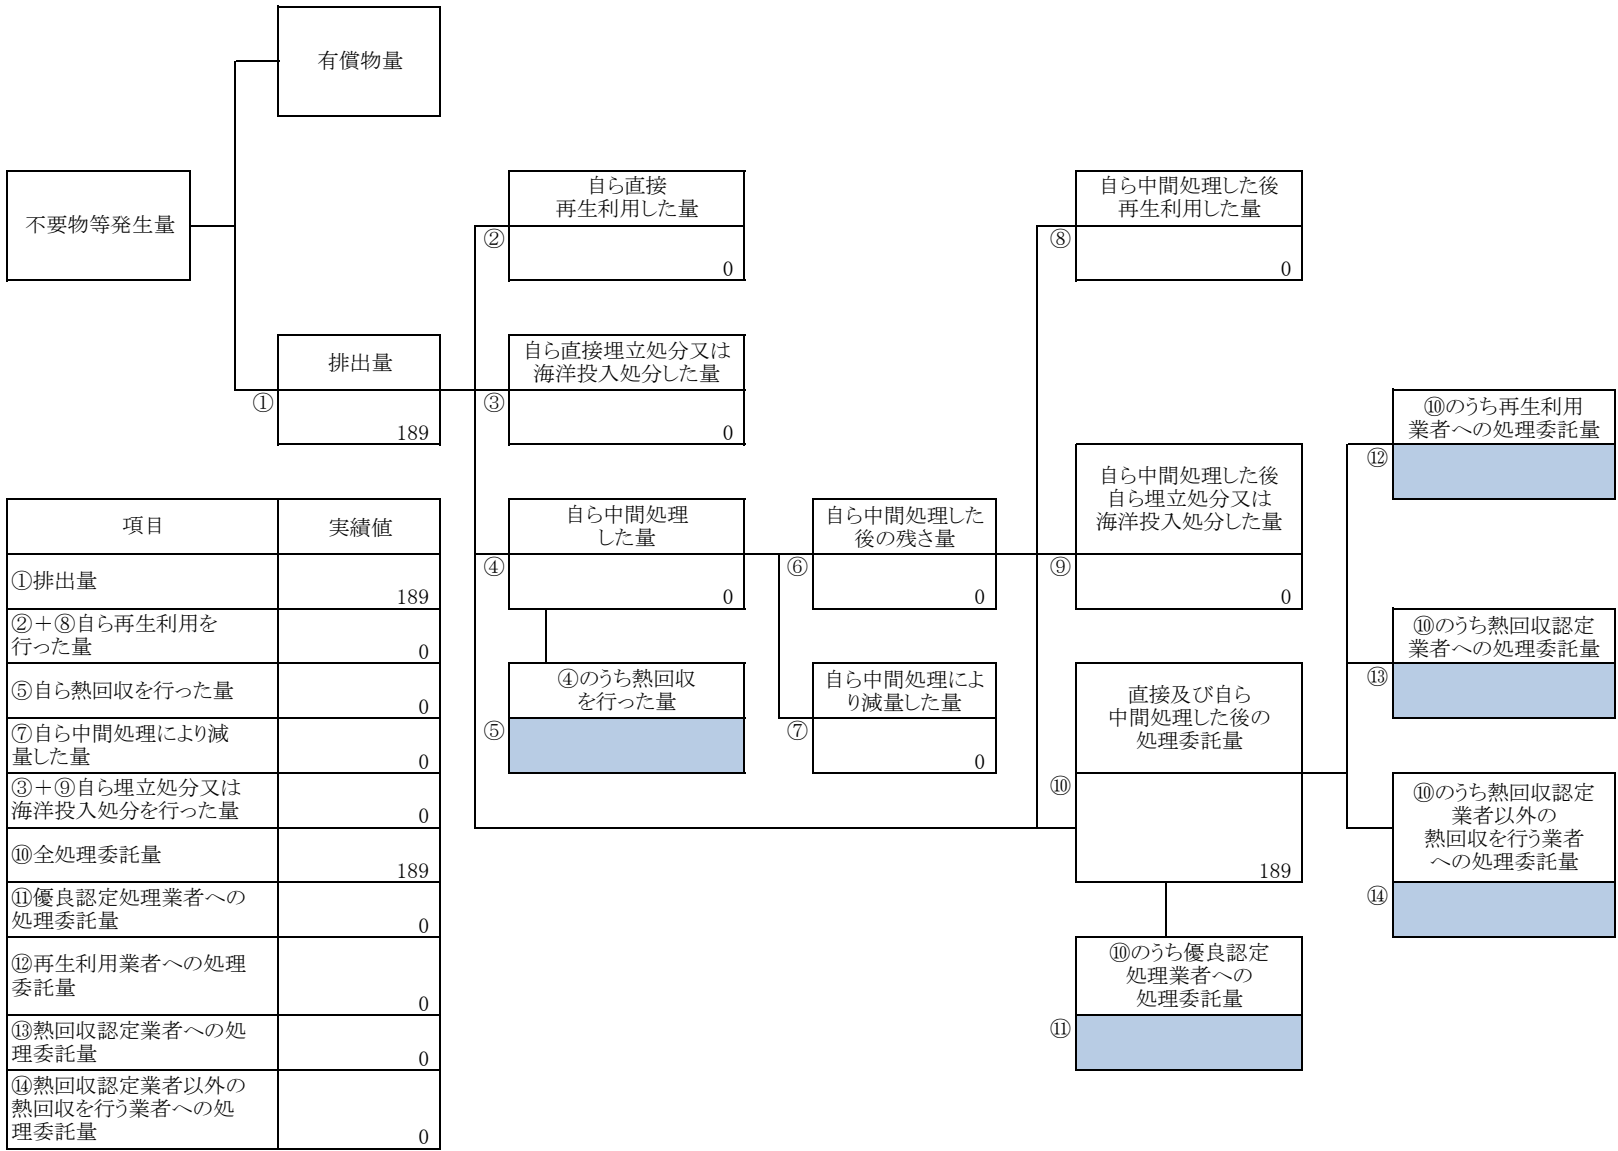 有償物量
不要物等発生量
自ら直接
再生利用した量
②
0
自ら中間処理した後
再生利用した量
⑧
0
排出量
①
189
自ら直接埋立処分又は
海洋投入処分した量
③
0
⑩のうち再生利用
業者への処理委託量
⑫
自ら中間処理
した量
④
0
自ら中間処理した
後の残さ量
⑥
0
自ら中間処理した後
自ら埋立処分又は
海洋投入処分した量
⑨
0
⑩のうち熱回収認定
業者への処理委託量
⑬
④のうち熱回収
を行った量
⑤
自ら中間処理によ
り減量した量
⑦
0
直接及び自ら
中間処理した後の
処理委託量
⑩
189
⑩のうち熱回収認定
業者以外の
熱回収を行う業者
への処理委託量
⑭
⑩のうち優良認定
処理業者への
処理委託量
⑪
項目 実績値
①排出量
189
②＋⑧自ら再生利用を
行った量
0
⑤自ら熱回収を行った量
0
⑦自ら中間処理により減
量した量
0
③＋⑨自ら埋立処分又は
海洋投入処分を行った量
0
⑩全処理委託量
189
⑪優良認定処理業者への
処理委託量
0
⑫再生利用業者への処理
委託量
0
⑬熱回収認定業者への処
理委託量
0
⑭熱回収認定業者以外の
熱回収を行う業者への処
理委託量
0